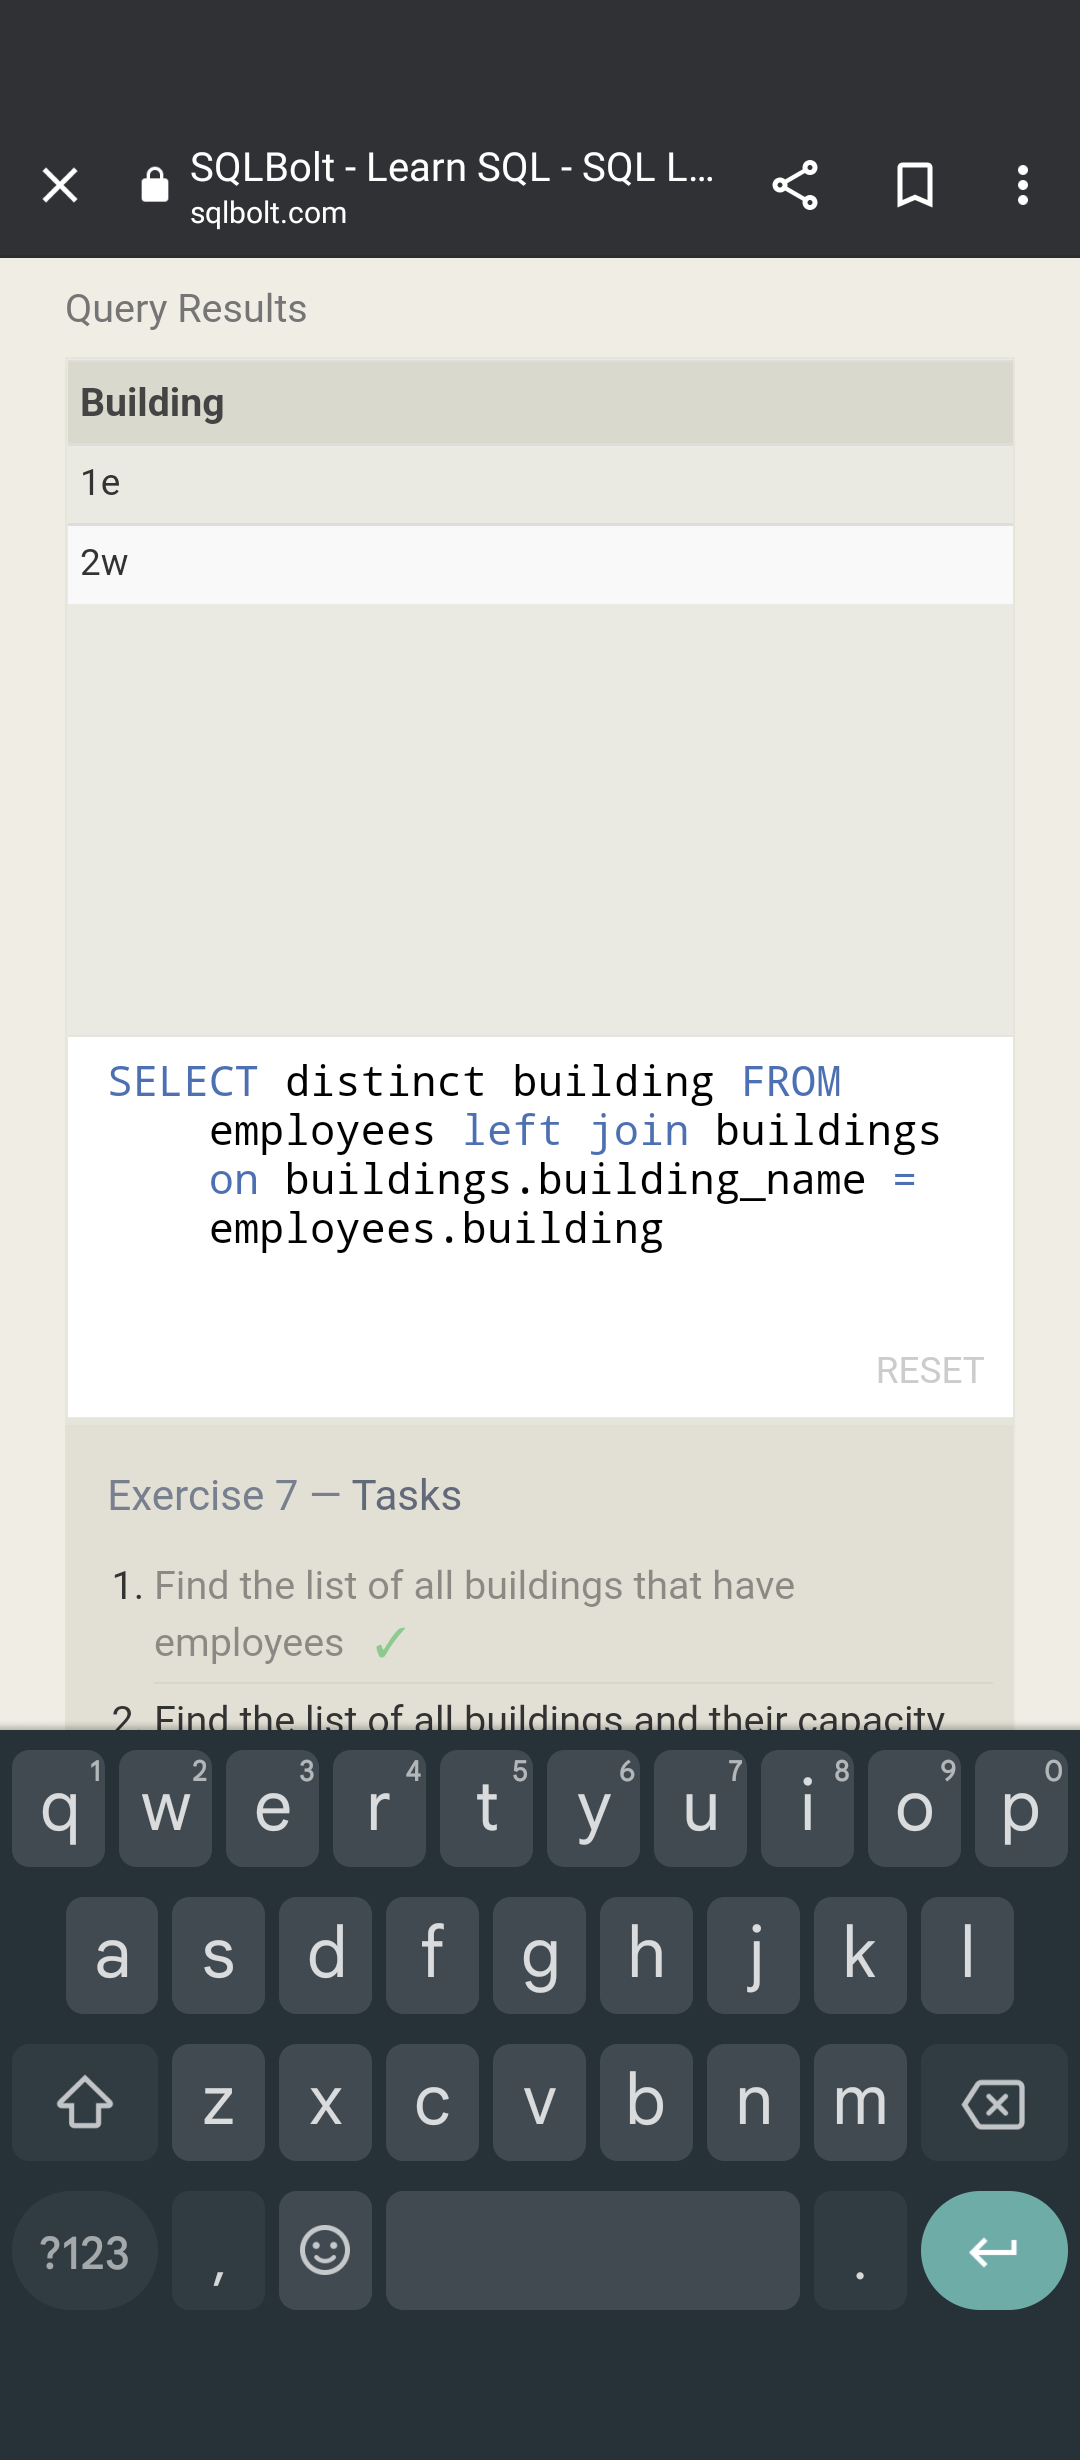 SQLBolt - Learn SQL - SQL L...
sqlbolt.com
Query Results
Building
1e
2w
SELECT distinct building FROM
employees left join buildings
on buildings.building_name =
employees.building
RESET
Exercise 7 — Tasks
1. Find the list of all buildings that have
employees ✓
2. Find the list of all buildings and their capacity
q 1 w 2 e 3 r 4 t 5 y 6 u 7 i 8 o 9 p 0
a s d f g h j k l
z x c v b n m
?123 , .